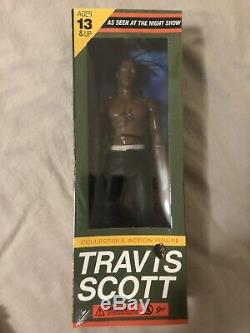 AGES
13
& UP
AS SEEN AT THE NIGHT SHOW
COLLECTIBLE ACTION FIGURE
TRAVIS
SCOTT